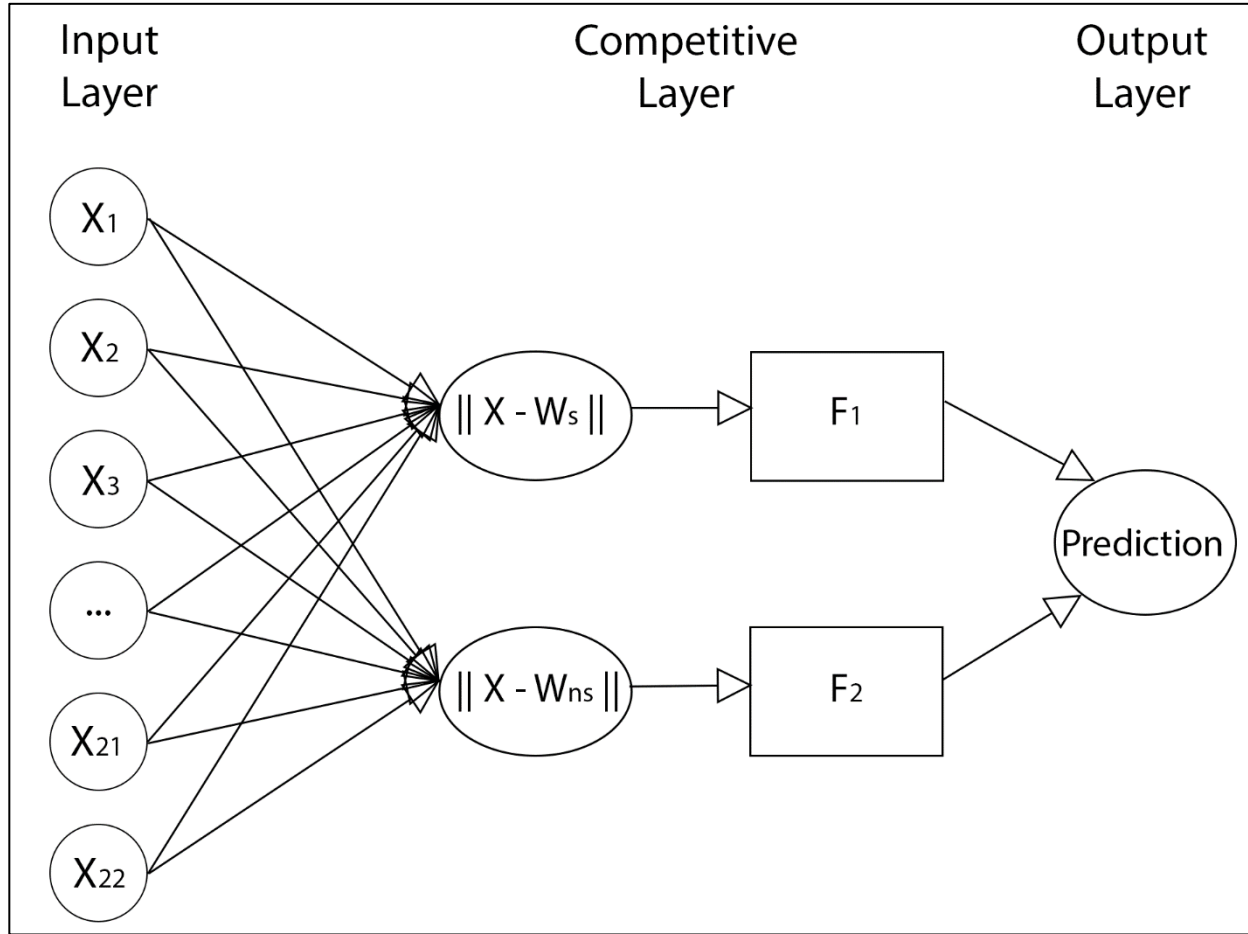 Input
Layer
Competitive
Layer
Output
Layer
X1
X2
X3
...
X21
X22
|| X - Ws ||
|| X - Wns ||
F1
F2
Prediction